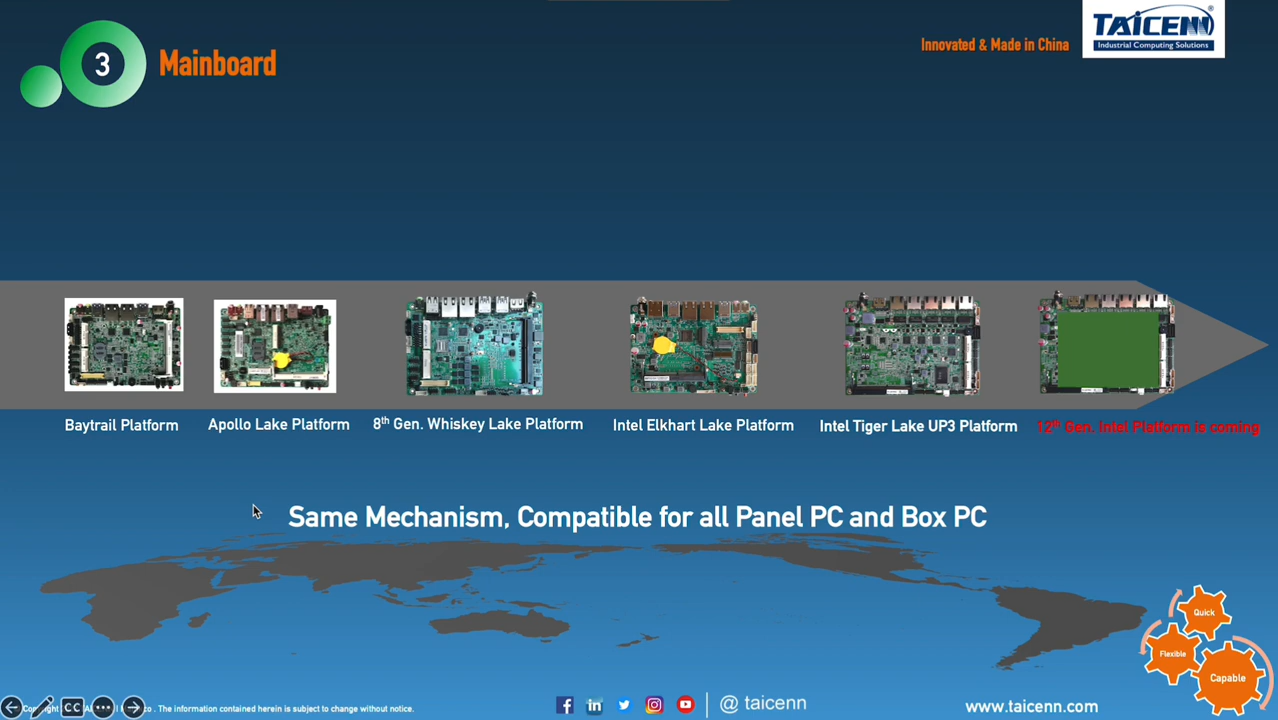 3
Mainboard
Innovated & Made in China
TAiCENN®
Industrial Computing Solutions
Baytrail Platform
Apollo Lake Platform
8th Gen. Whiskey Lake Platform
Intel Elkhart Lake Platform
Intel Tiger Lake UP3 Platform
12th Gen. Intel Platform is coming
Same Mechanism, Compatible for all Panel PC and Box PC
Quick
Flexible
Capable
CC
. The information contained herein is subject to change without notice.
@ taicenn
www.taicenn.com